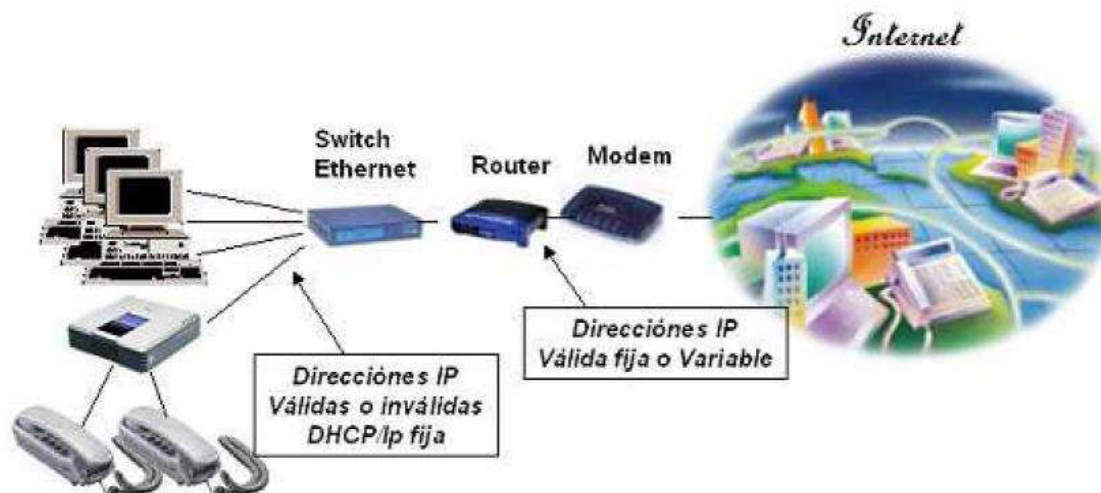 Internet
Switch
Ethernet
Router
Modem
Direcciónes IP
Válida fija o Variable
Direcciónes IP
Válidas o inválidas
DHCP/Ip fija